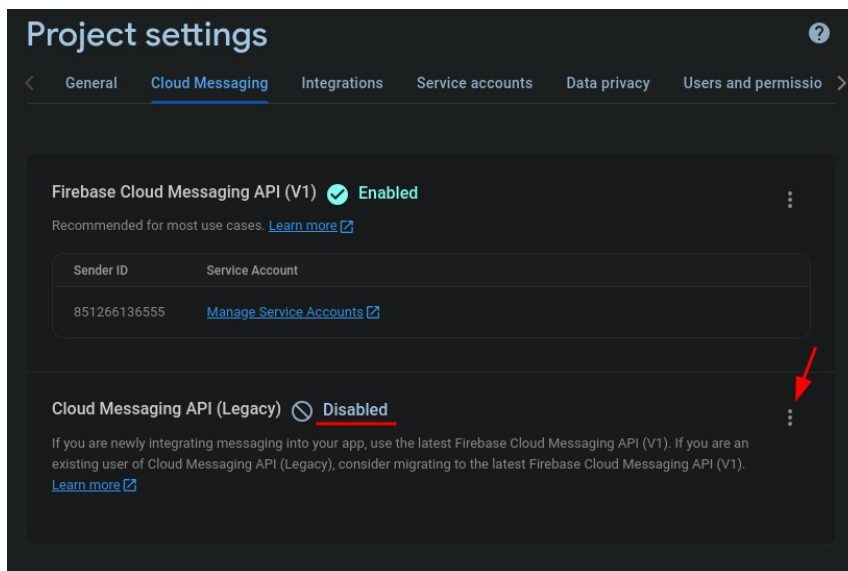 Project settings
General Cloud Messaging Integrations Service accounts Data privacy Users and permissio
Firebase Cloud Messaging API (V1) Enabled
Recommended for most use cases. Learn more
Sender ID Service Account
851266136555 Manage Service Accounts
Cloud Messaging API (Legacy) Disabled
If you are newly integrating messaging into your app, use the latest Firebase Cloud Messaging API (V1). If you are an
existing user of Cloud Messaging API (Legacy), consider migrating to the latest Firebase Cloud Messaging API (V1).
Learn more